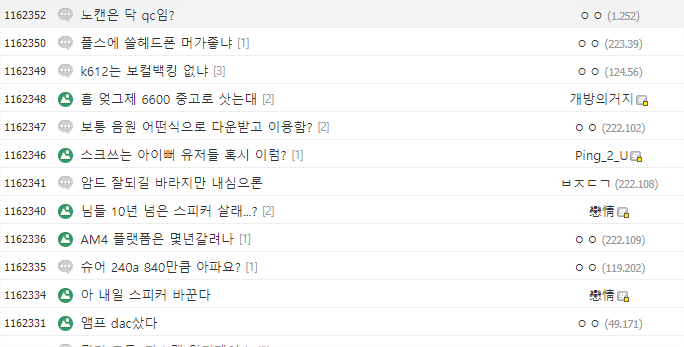 1162352 노캔은 닥 qc임? ㅇㅇ (1.252)
1162350 플스에 쓸헤드폰 머가좋냐 [1] ㅇㅇ (223.39)
1162349 k612는 보컬백킹 없냐 [3] ㅇㅇ (124.56)
1162348 흘 엊그제 6600 중고로 삿는대 [2] 개방의거지
1162347 보통 음원 어떤식으로 다운받고 이용함? [2] ㅇㅇ (222.102)
1162346 스크쓰는 아이뻐 유저들 혹시 이럼? [1] Ping_2_U
1162341 암드 잘되길 바라지만 내심으론 ㅂㅈㄷㄱ (222.108)
1162340 님들 10년 넘은 스피커 살래...? [2] 戀情
1162336 AM4 플랫폼은 몇년갈려나 [1] ㅇㅇ (222.109)
1162335 슈어 240a 840만큼 아파요? [1] ㅇㅇ (119.202)
1162334 아 내일 스피커 바꾼다 戀情
1162331 앰프 dac샀다 ㅇㅇ (49.171)